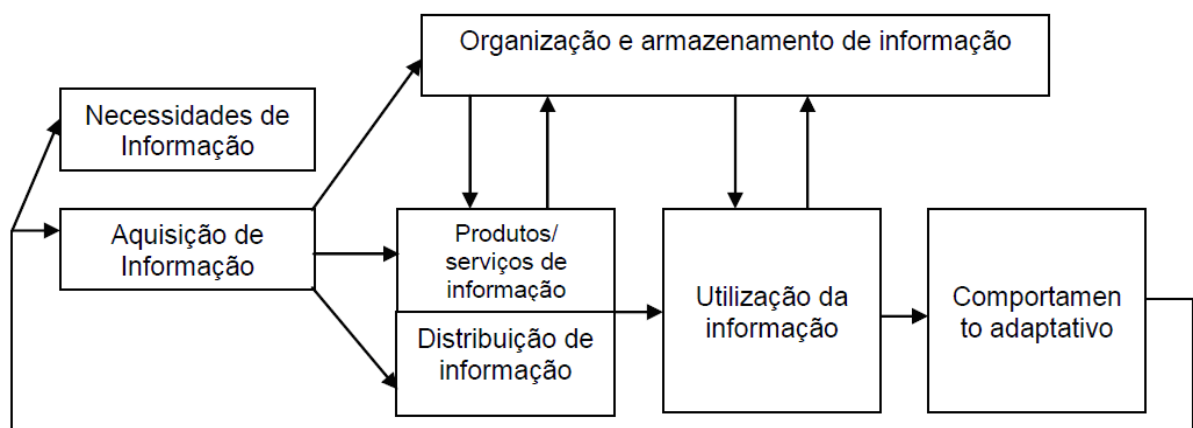 Organização e armazenamento de informação
Necessidades de
Informação
Aquisição de
Informação
Produtos/
serviços de
informação
Distribuição de
informação
Utilização da
informação
Comportamen
to adaptativo